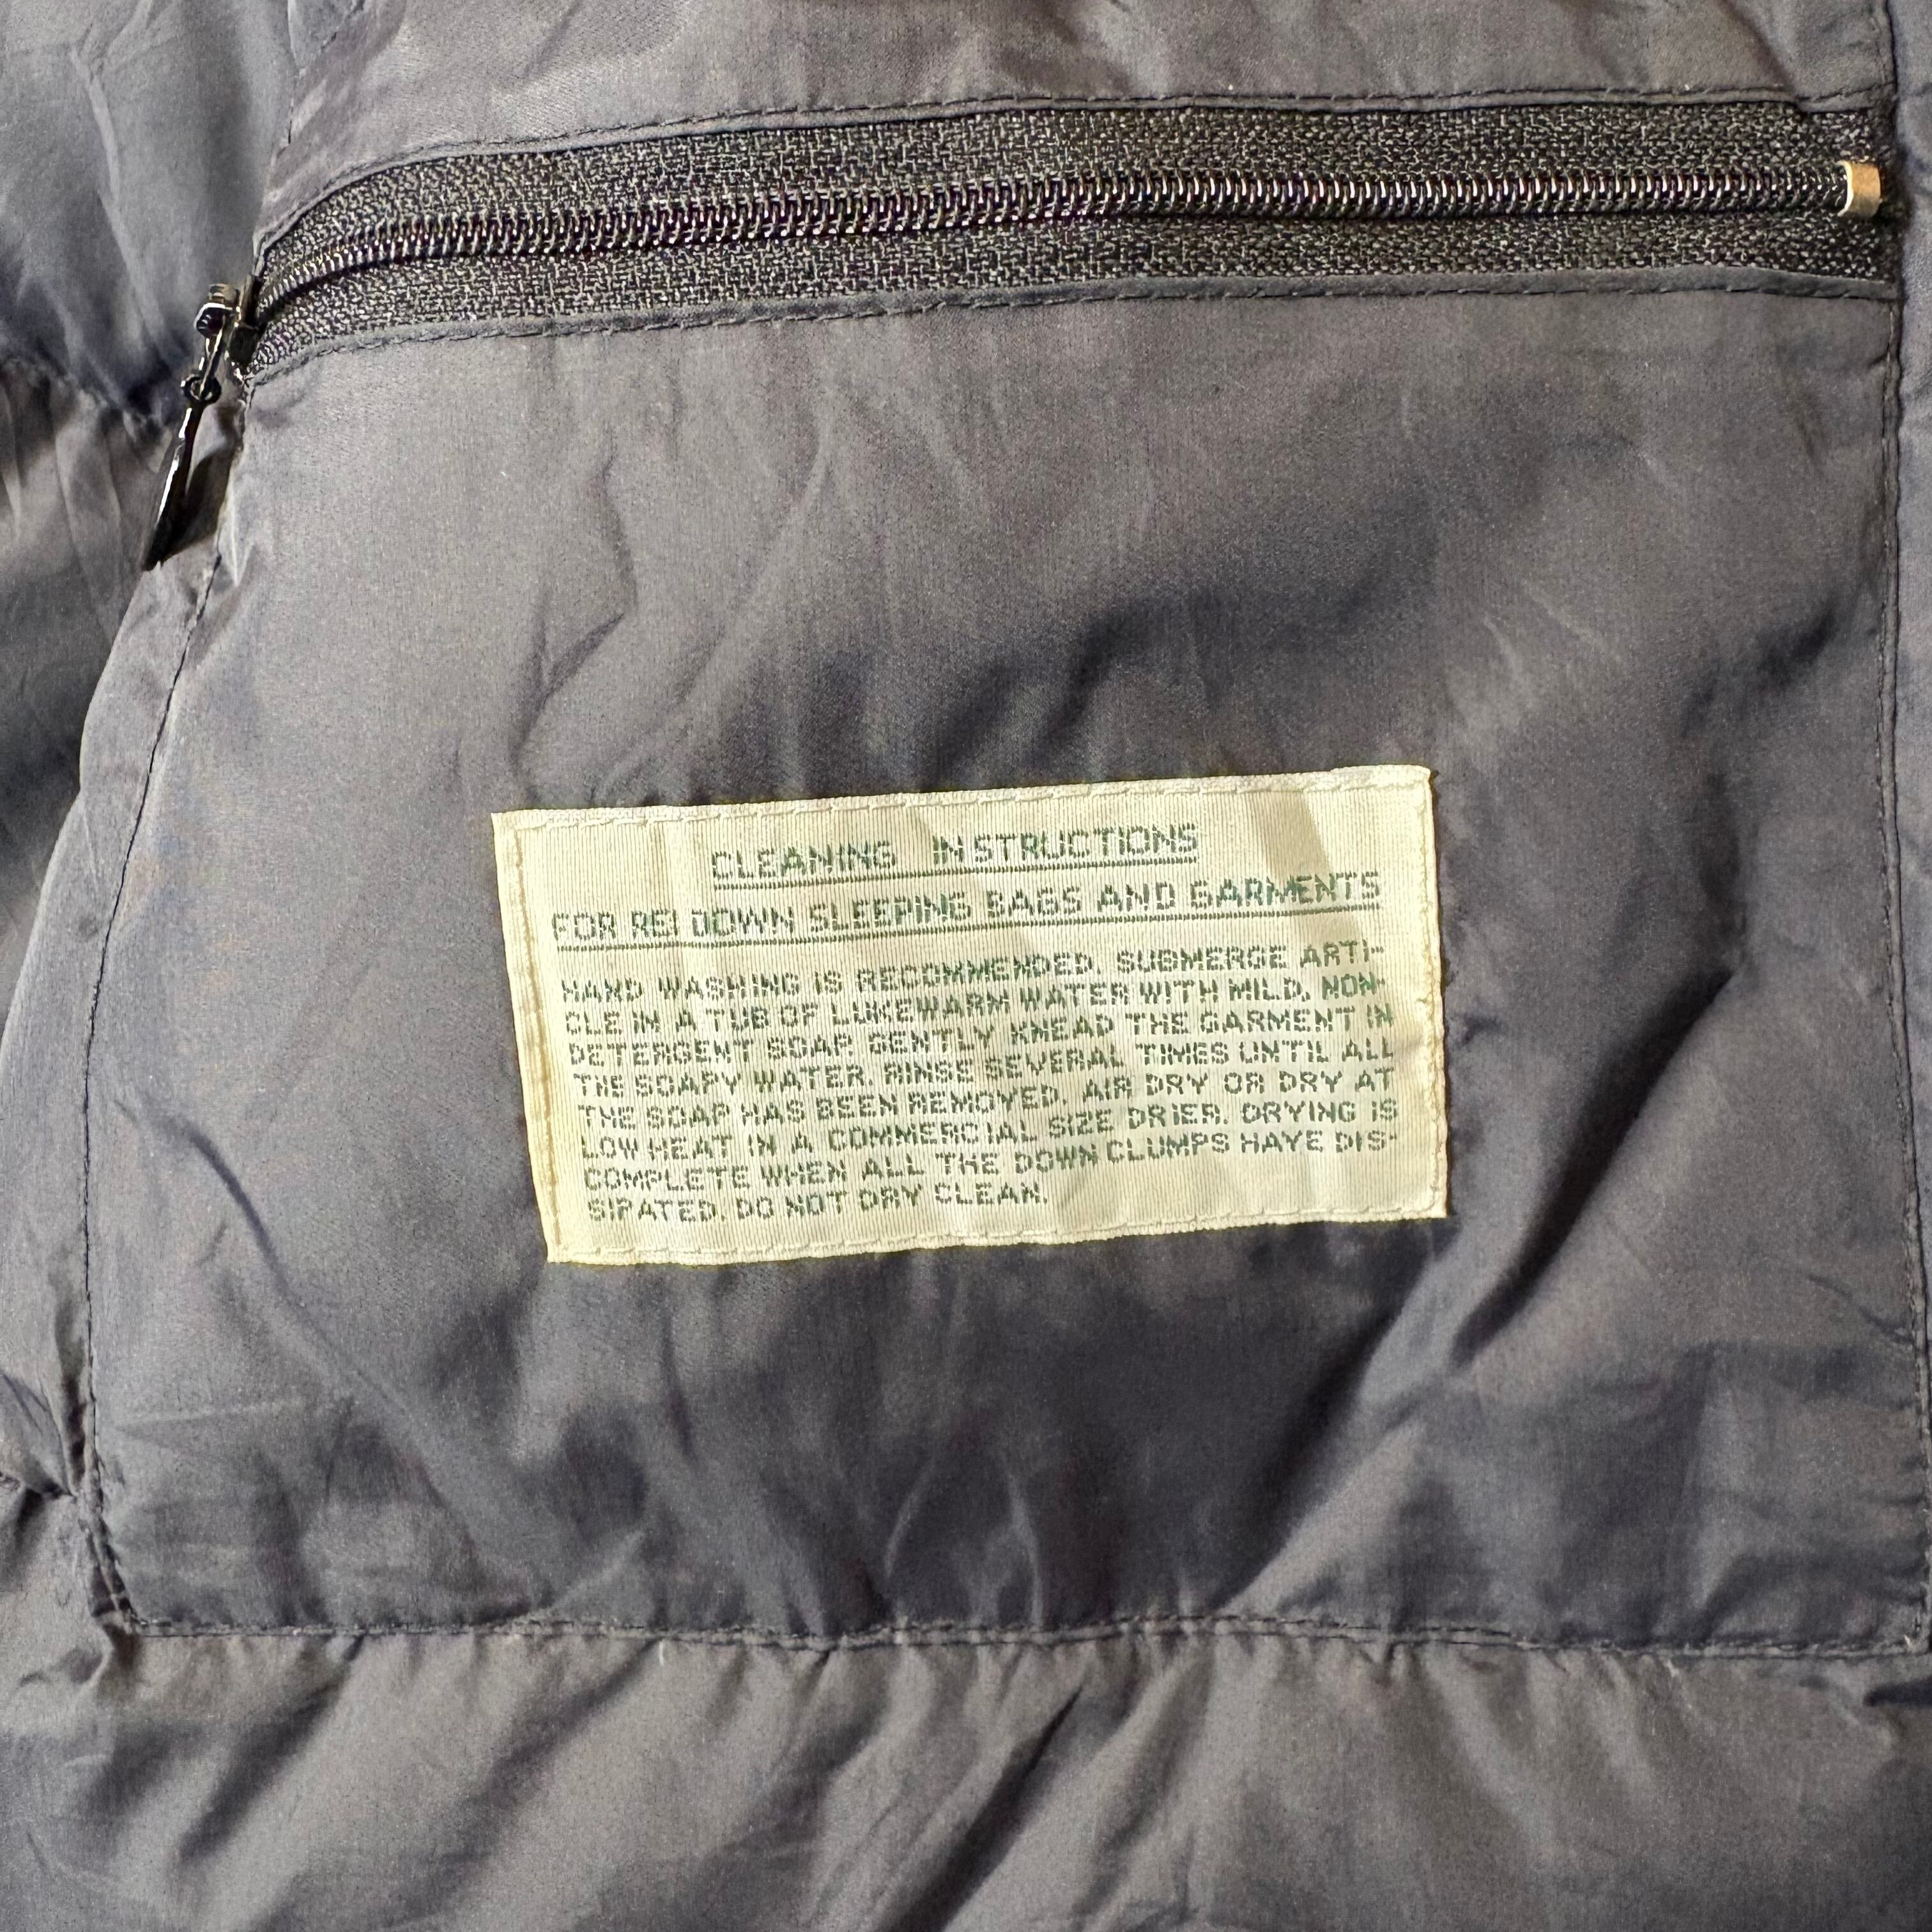 CLEANING INSTRUCTIONS
FOR REI DOWN SLEEPING BAGS AND GARMENTS
HAND WASHING IS RECOMMENDED. SUBMERGE ARTI-
CLE IN A TUB OF LUKEWARM WATER WITH MILD, NON-
DETERGENT SOAP. GENTLY KNEAD THE GARMENT IN
THE SOAPY WATER. RINSE SEVERAL TIMES UNTIL ALL
THE SOAP HAS BEEN REMOVED. AIR DRY OR DRY AT
LOW HEAT IN A COMMERCIAL SIZE DRIER. DRYING IS
COMPLETE WHEN ALL THE DOWN CLUMPS HAVE DIS-
SIPATED. DO NOT DRY CLEAN.